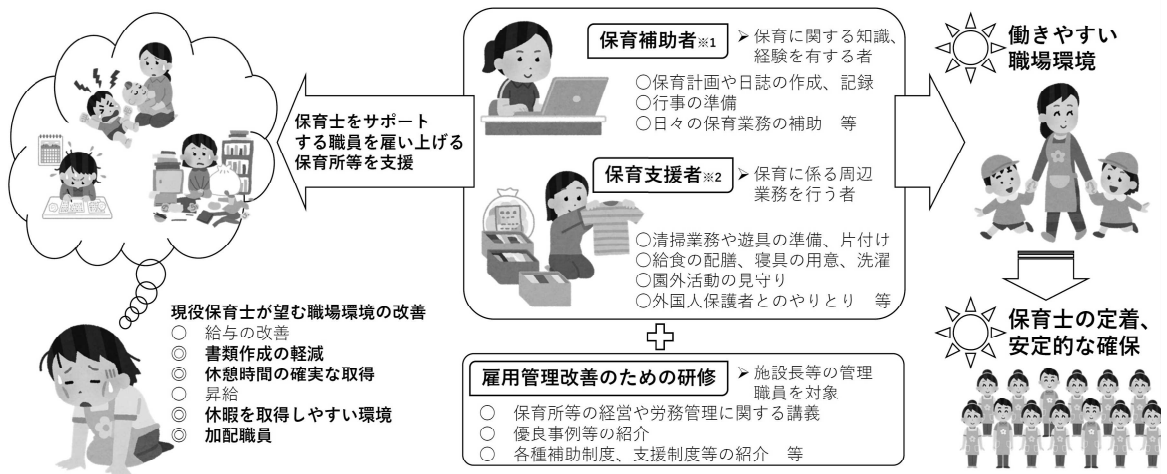 保育士をサポート
する職員を雇い上げる
保育所等を支援
現役保育士が望む職場環境の改善
○ 給与の改善
◎ 書類作成の軽減
◎ 休憩時間の確実な取得
○ 昇給
◎ 休暇を取得しやすい環境
◎ 加配職員
保育補助者※1
➢保育に関する知識、
経験を有する者
○保育計画や日誌の作成、記録
○行事の準備
○日々の保育業務の補助 等
保育支援者※2
➢保育に係る周辺
業務を行う者
○清掃業務や遊具の準備、片付け
○給食の配膳、寝具の用意、洗濯
○園外活動の見守り
○外国人保護者とのやりとり 等
雇用管理改善のための研修
➢施設長等の管理
職員を対象
○ 保育所等の経営や労務管理に関する講義
○ 優良事例等の紹介
○ 各種補助制度、支援制度等の紹介 等
働きやすい
職場環境
保育士の定着、
安定的な確保